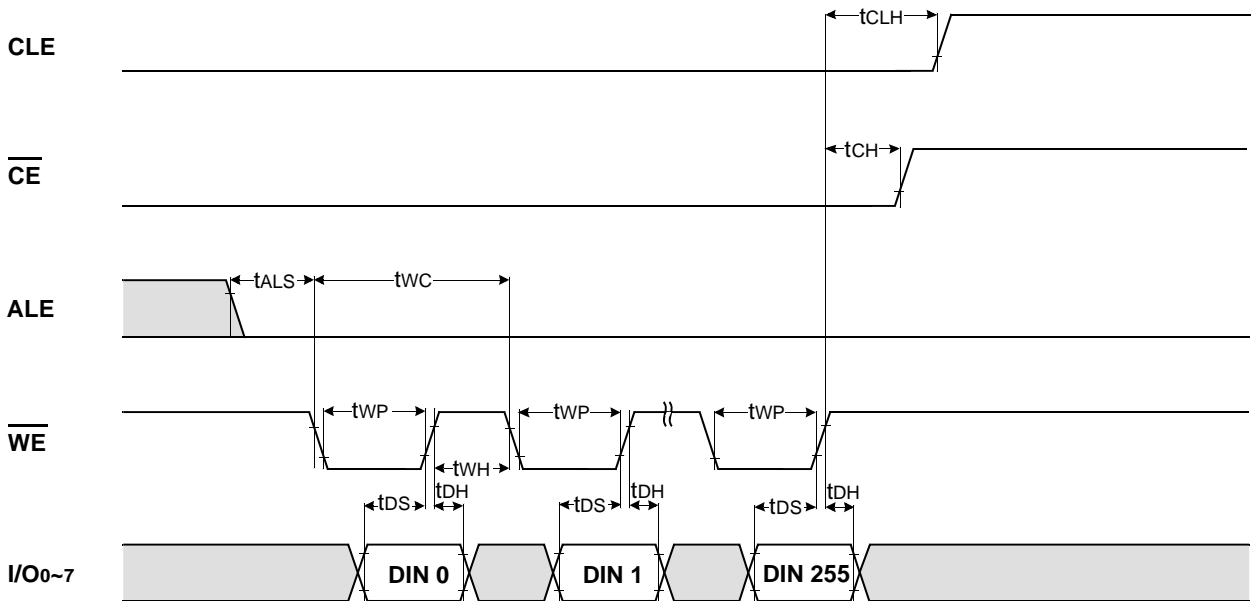 CLE
tCLH
CE
tCH
ALE
tALS
tWC
WE
tWP
tWP
tWP
tWH
tDS
tDH
tDS
tDH
tDS
tDH
I/O0~7
DIN 0
DIN 1
DIN 255